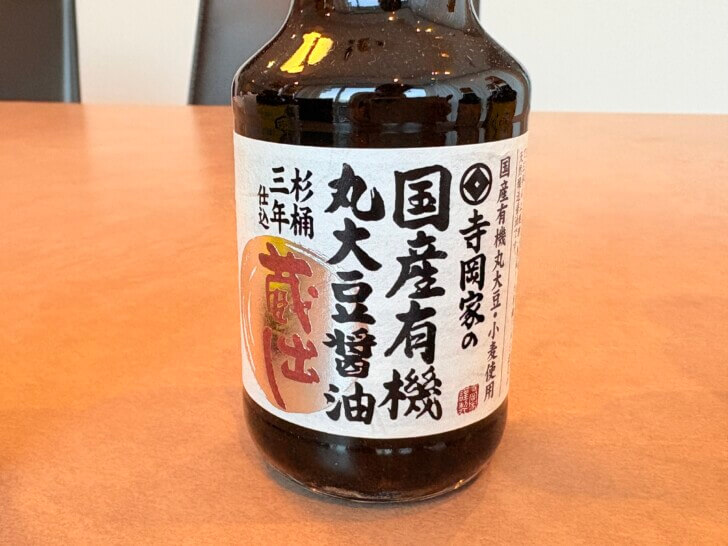 国産有機丸大豆・小麦使用
寺岡家の
国産有機
丸大豆醤油
杉桶
三年
仕込
蔵出し